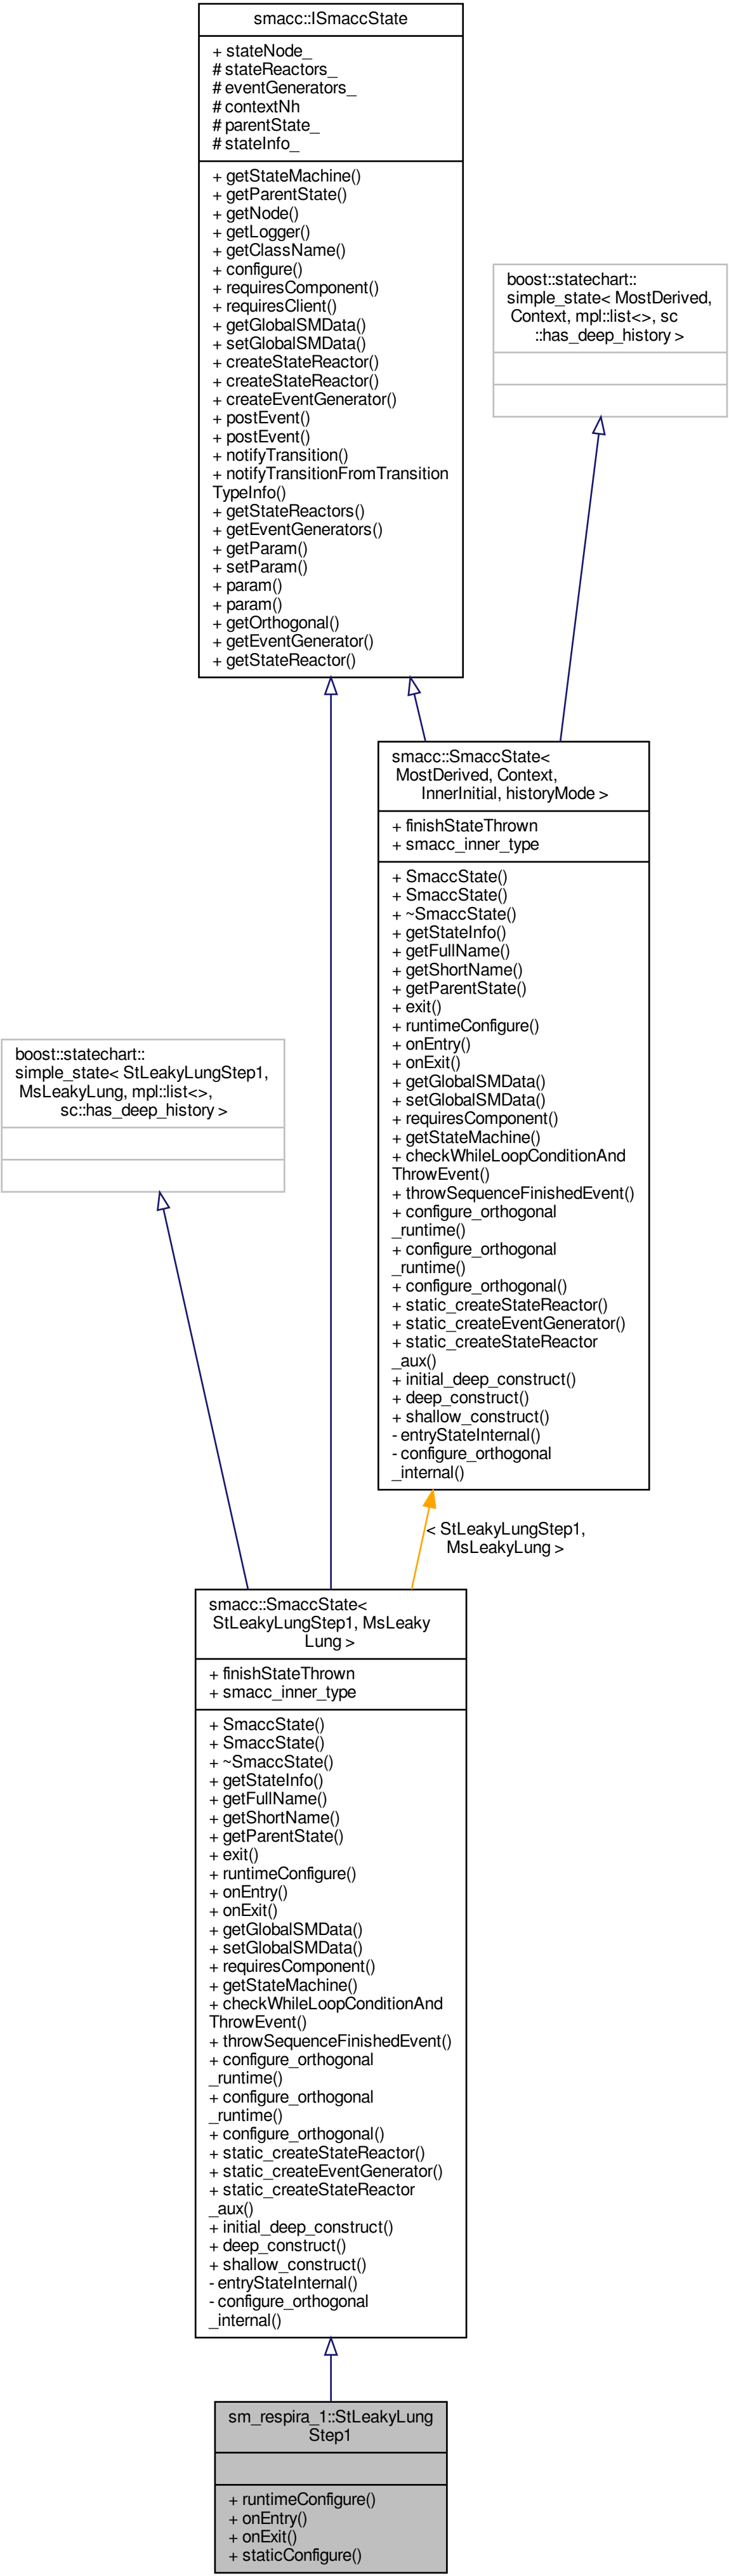 smacc::ISmaccState
+ stateNode_
# stateReactors_
# eventGenerators_
# contextNh
# parentState_
# stateInfo_
+ getStateMachine()
+ getParentState()
+ getNode()
+ getLogger()
+ getClassName()
+ configure()
+ requiresComponent()
+ requiresClient()
+ getGlobalSMData()
+ setGlobalSMData()
+ createStateReactor()
+ createStateReactor()
+ createEventGenerator()
+ postEvent()
+ postEvent()
+ notifyTransition()
+ notifyTransitionFromTransition
TypeInfo()
+ getStateReactors()
+ getEventGenerators()
+ getParam()
+ setParam()
+ param()
+ param()
+ getOrthogonal()
+ getEventGenerator()
+ getStateReactor()
boost::statechart::
simple_state< MostDerived,
Context, mpl::list<>, sc
::has_deep_history >
smacc::SmaccState<
MostDerived, Context,
InnerInitial, historyMode >
+ finishStateThrown
+ smacc_inner_type
+ SmaccState()
+ SmaccState()
+ ~SmaccState()
+ getStateInfo()
+ getFullName()
+ getShortName()
+ getParentState()
+ exit()
+ runtimeConfigure()
+ onEntry()
+ onExit()
+ getGlobalSMData()
+ setGlobalSMData()
+ requiresComponent()
+ getStateMachine()
+ checkWhileLoopConditionAnd
ThrowEvent()
+ throwSequenceFinishedEvent()
+ configure_orthogonal
_runtime()
+ configure_orthogonal
_runtime()
+ configure_orthogonal()
+ static_createStateReactor()
+ static_createEventGenerator()
+ static_createStateReactor
_aux()
+ initial_deep_construct()
+ deep_construct()
+ shallow_construct()
- entryStateInternal()
- configure_orthogonal
_internal()
boost::statechart::
simple_state< StLeakyLungStep1,
MsLeakyLung, mpl::list<>,
sc::has_deep_history >
< StLeakyLungStep1,
MsLeakyLung >
smacc::SmaccState<
StLeakyLungStep1, MsLeaky
Lung >
+ finishStateThrown
+ smacc_inner_type
+ SmaccState()
+ SmaccState()
+ ~SmaccState()
+ getStateInfo()
+ getFullName()
+ getShortName()
+ getParentState()
+ exit()
+ runtimeConfigure()
+ onEntry()
+ onExit()
+ getGlobalSMData()
+ setGlobalSMData()
+ requiresComponent()
+ getStateMachine()
+ checkWhileLoopConditionAnd
ThrowEvent()
+ throwSequenceFinishedEvent()
+ configure_orthogonal
_runtime()
+ configure_orthogonal
_runtime()
+ configure_orthogonal()
+ static_createStateReactor()
+ static_createEventGenerator()
+ static_createStateReactor
_aux()
+ initial_deep_construct()
+ deep_construct()
+ shallow_construct()
- entryStateInternal()
- configure_orthogonal
_internal()
sm_respira_1::StLeakyLung
Step1
+ runtimeConfigure()
+ onEntry()
+ onExit()
+ staticConfigure()